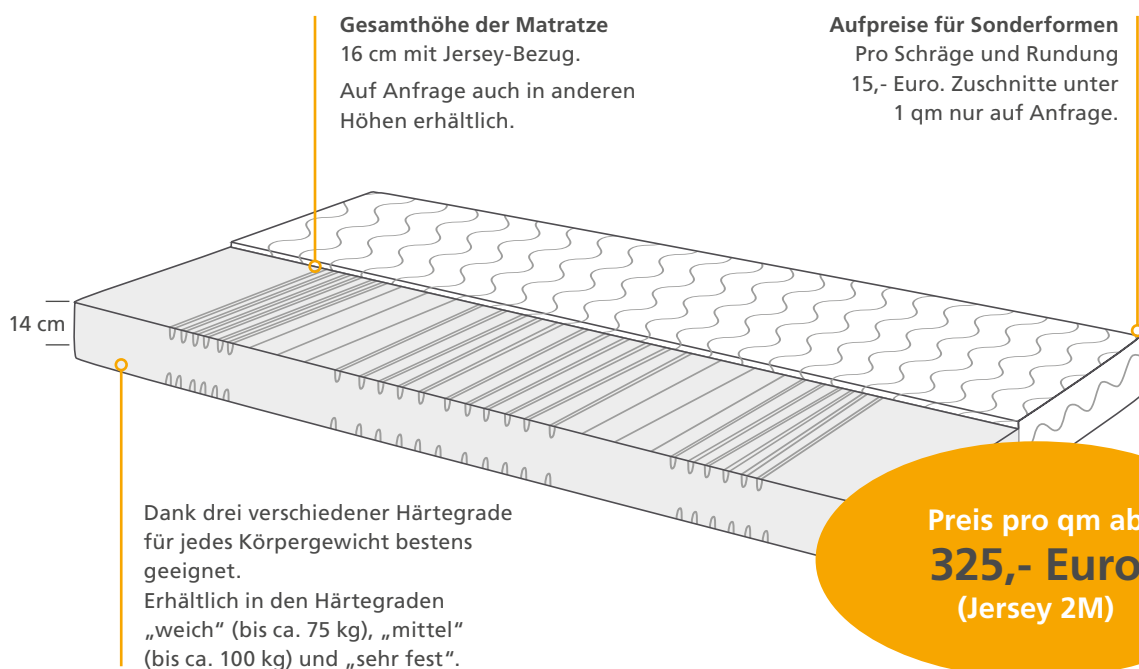 Gesamthöhe der Matratze
16 cm mit Jersey-Bezug.
Auf Anfrage auch in anderen
Höhen erhältlich.
Aufpreise für Sonderformen
Pro Schräge und Rundung
15,- Euro. Zuschnitte unter
1 qm nur auf Anfrage.
14 cm
Dank drei verschiedener Härtegrade
für jedes Körpergewicht bestens
geeignet.
Erhältlich in den Härtegraden
„weich“ (bis ca. 75 kg), „mittel“
(bis ca. 100 kg) und „sehr fest“.
Preis pro qm ab
325,- Euro
(Jersey 2M)